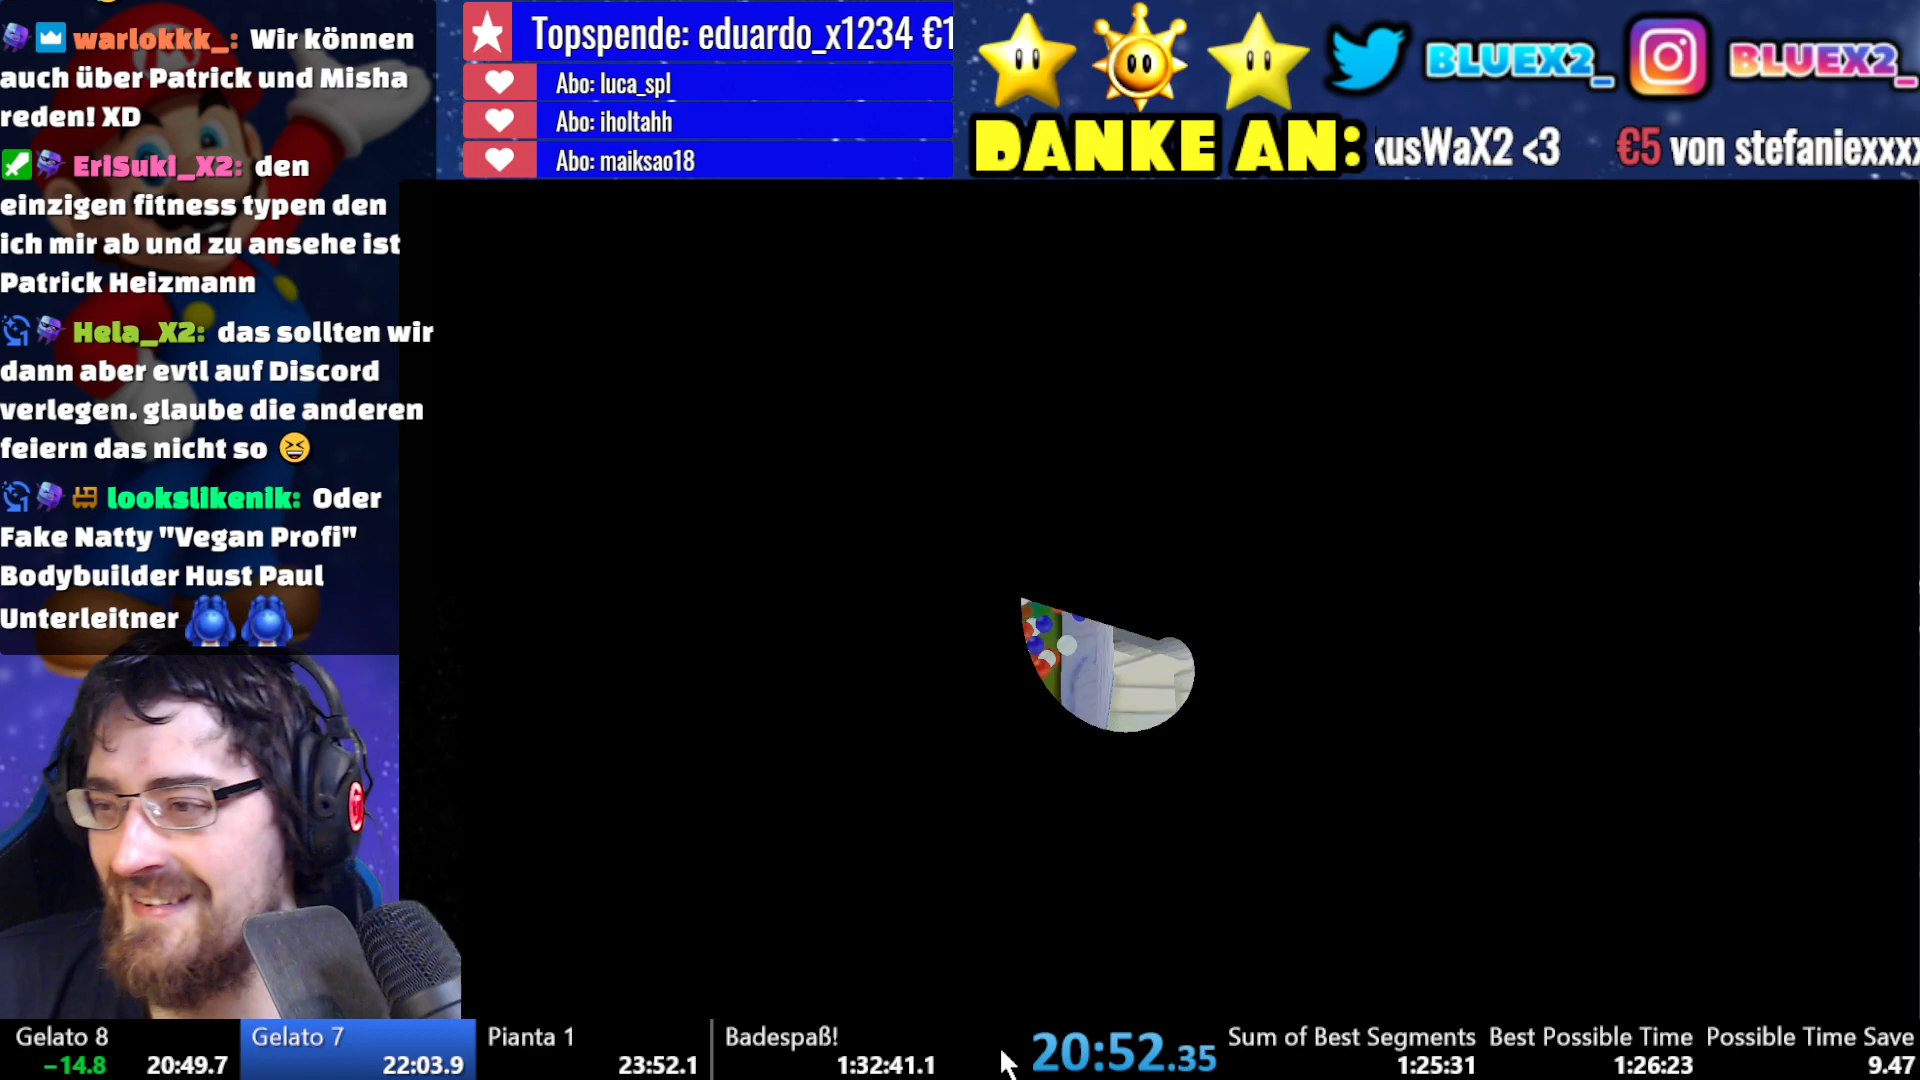 warlokkk_: Wir können
auch über Patrick und Misha
reden! XD
EriSuki_X2: den
einzigen fitness typen den
ich mir ab und zu ansehe ist
Patrick Heizmann
Hela_X2: das sollten wir
dann aber evtl auf Discord
verlegen. glaube die anderen
feiern das nicht so
lookslikenik: Oder
Fake Natty "Vegan Profi"
Bodybuilder Hust Paul
Unterleitner
Topspende: eduardo_x1234 €1
Abo: luca_spl
Abo: iholtahh
Abo: maiksao18
BLUEX2_
BLUEX2_
DANKE AN: kusWaX2 <3 €5 von stefaniexxxx
Gelato 8
-14.8 20:49.7
Gelato 7
22:03.9
Pianta 1
23:52.1
Badespaß!
1:32:41.1
20:52.35
Sum of Best Segments
1:25:31
Best Possible Time
1:26:23
Possible Time Save
9.47